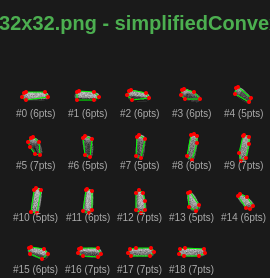 32x32.png - simplifiedConve
#0 (6pts) #1 (6pts) #2 (6pts) #3 (6pts) #4 (5pts)
#5 (7pts) #6 (5pts) #7 (5pts) #8 (6pts) #9 (7pts)
#10 (5pts) #11 (6pts) #12 (7pts) #13 (5pts) #14 (6pts)
#15 (6pts) #16 (7pts) #17 (7pts) #18 (7pts)